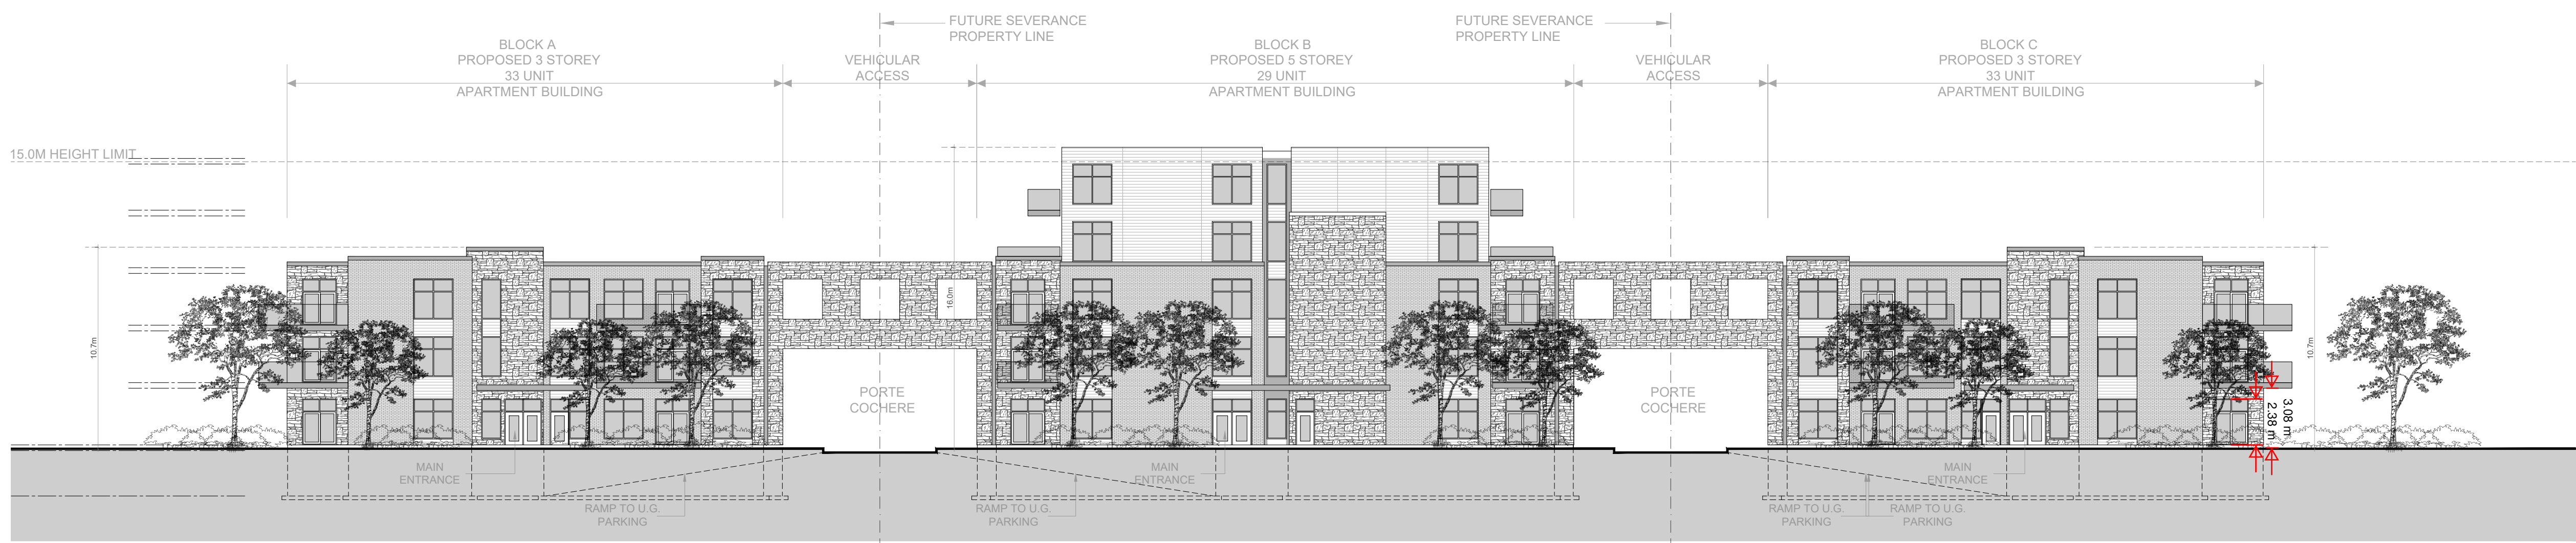 FUTURE SEVERANCE
PROPERTY LINE
FUTURE SEVERANCE
PROPERTY LINE
BLOCK A
PROPOSED 3 STOREY
33 UNIT
APARTMENT BUILDING
VEHICULAR
ACCESS
BLOCK B
PROPOSED 5 STOREY
29 UNIT
APARTMENT BUILDING
VEHICULAR
ACCESS
BLOCK C
PROPOSED 3 STOREY
33 UNIT
APARTMENT BUILDING
15.0M HEIGHT LIMIT
10.7m
16.0m
10.7m
PORTE
COCHERE
PORTE
COCHERE
3.08 m
2.38 m
MAIN
ENTRANCE
MAIN
ENTRANCE
MAIN
ENTRANCE
RAMP TO U.G.
PARKING
RAMP TO U.G.
PARKING
RAMP TO U.G.
PARKING
RAMP TO U.G.
PARKING